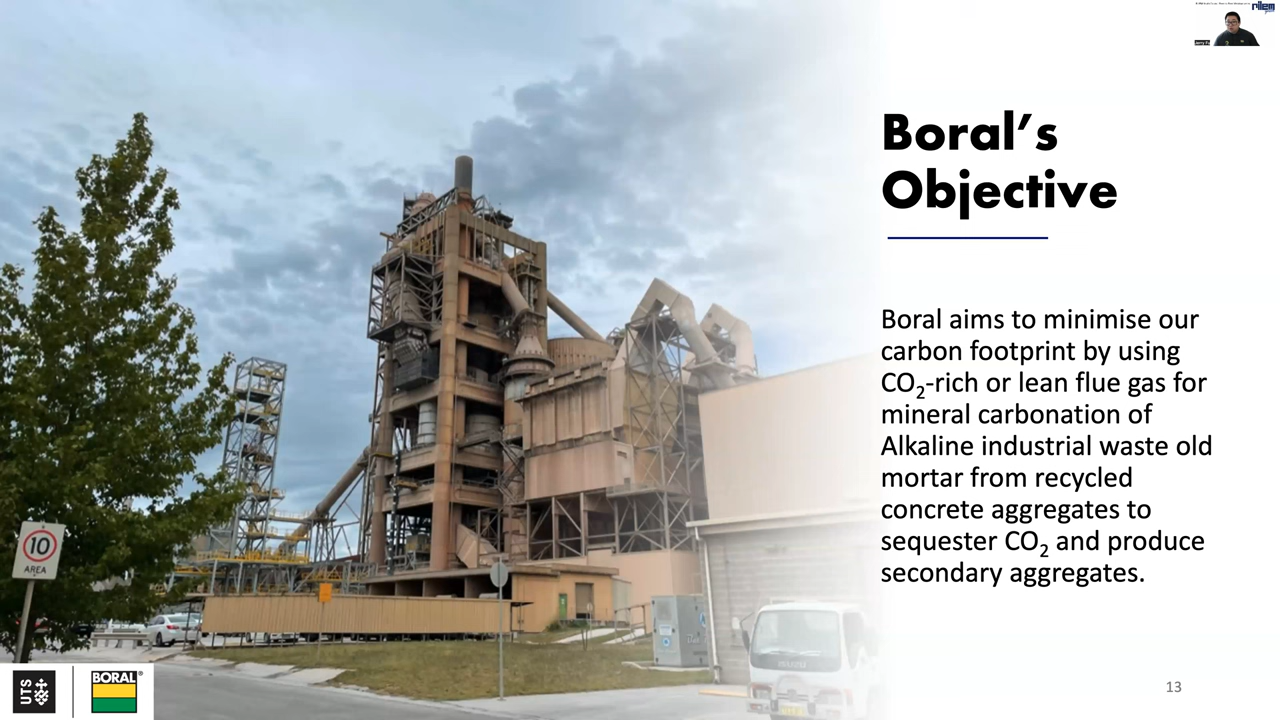 rilem
Boral's
Objective
Boral aims to minimise our
carbon footprint by using
CO₂-rich or lean flue gas for
mineral carbonation of
Alkaline industrial waste old
mortar from recycled
concrete aggregates to
sequester CO₂ and produce
secondary aggregates.
10
AREA
ISUZU
UTS
BORAL®
13